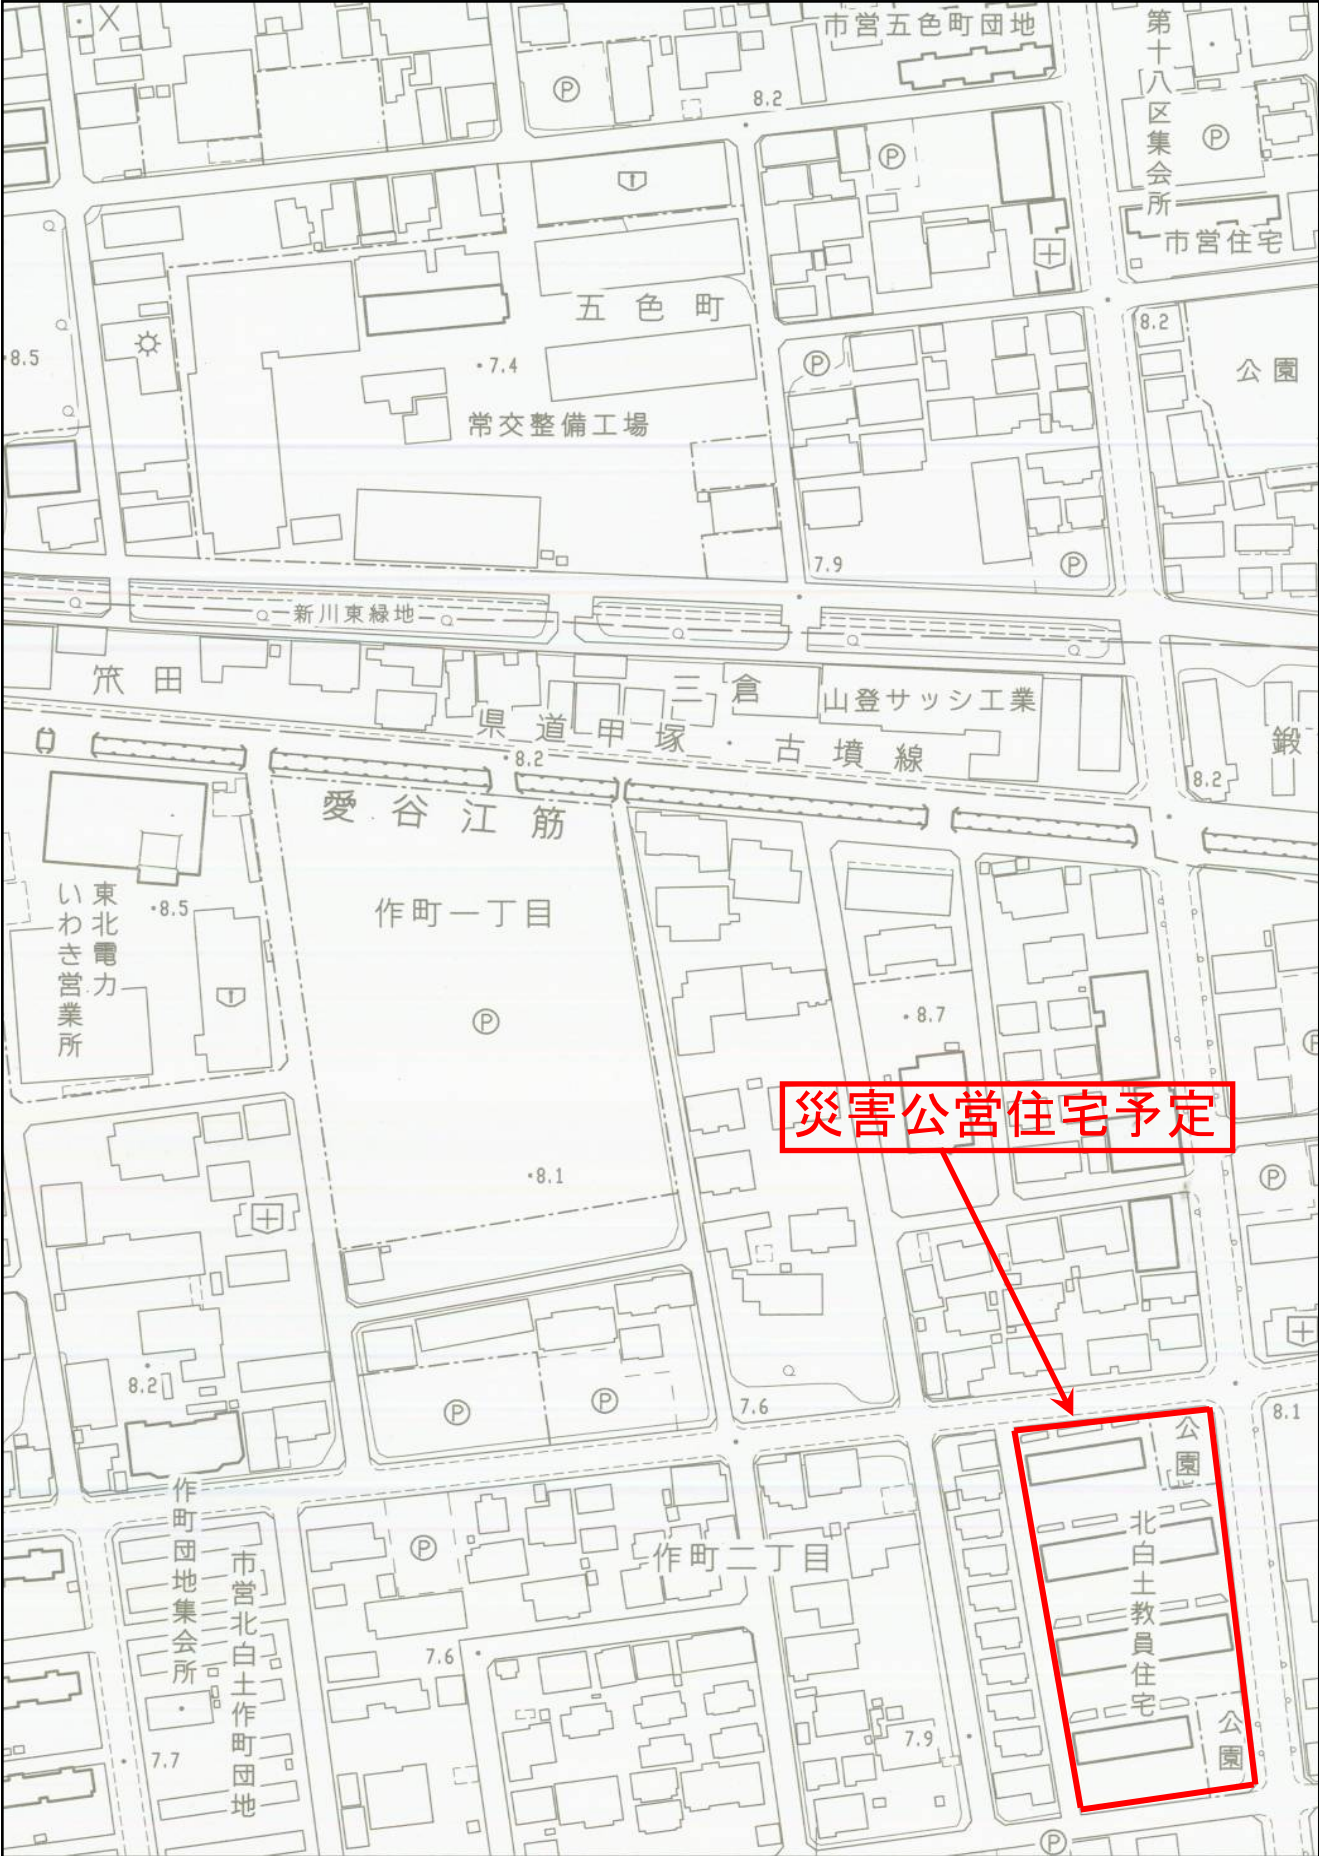 市営五色町団地
第十八区集会所
8.2
P
P
P
市営住宅
五色町
8.2
8.5
7.4
P
公園
常交整備工場
7.9
P
新川東緑地
笊田
三倉
山登サッシ工業
県道甲塚・古墳線
8.2
鍛
8.2
愛谷江筋
東北電力
いわき営業所
8.5
作町一丁目
P
8.7
P
災害公営住宅予定
8.1
P
8.2
P
P
7.6
8.1
公園
作町団地集会所
市営北白土作町団地
P
作町二丁目
北白土教員住宅
7.6
7.9
公園
7.7
P